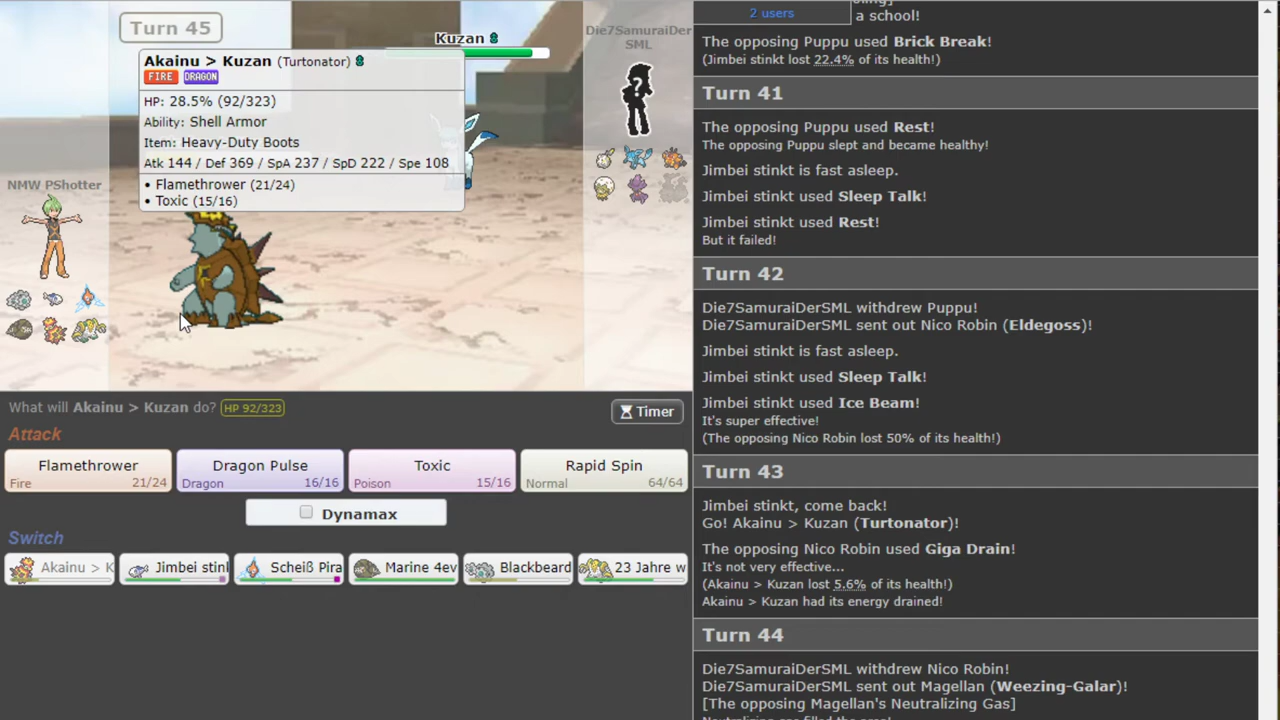 Turn 45
Kuzan
Die7SamuraiDer
SML
Akainu > Kuzan (Turtonator)
FIRE DRAGON
HP: 28.5% (92/323)
Ability: Shell Armor
Item: Heavy-Duty Boots
Atk 144 / Def 369 / SpA 237 / SpD 222 / Spe 108
• Flamethrower (21/24)
• Toxic (15/16)
NMW PShotter
?
What will Akainu > Kuzan do? HP 92/323
Timer
Attack
Flamethrower
Fire 21/24
Dragon Pulse
Dragon 16/16
Toxic
Poison 15/16
Rapid Spin
Normal 64/64
Dynamax
Switch
Akainu > K
Jimbei stinl
Scheiß Pira
Marine 4ev
Blackbeard
23 Jahre w
2 users
a school!
The opposing Puppu used Brick Break!
(Jimbei stinkt lost 22.4% of its health!)
Turn 41
The opposing Puppu used Rest!
The opposing Puppu slept and became healthy!
Jimbei stinkt is fast asleep.
Jimbei stinkt used Sleep Talk!
Jimbei stinkt used Rest!
But it failed!
Turn 42
Die7SamuraiDerSML withdrew Puppu!
Die7SamuraiDerSML sent out Nico Robin (Eldegoss)!
Jimbei stinkt is fast asleep.
Jimbei stinkt used Sleep Talk!
Jimbei stinkt used Ice Beam!
It's super effective!
(The opposing Nico Robin lost 50% of its health!)
Turn 43
Jimbei stinkt, come back!
Go! Akainu > Kuzan (Turtonator)!
The opposing Nico Robin used Giga Drain!
It's not very effective...
(Akainu > Kuzan lost 5.6% of its health!)
Akainu > Kuzan had its energy drained!
Turn 44
Die7SamuraiDerSML withdrew Nico Robin!
Die7SamuraiDerSML sent out Magellan (Weezing-Galar)!
[The opposing Magellan's Neutralizing Gas]